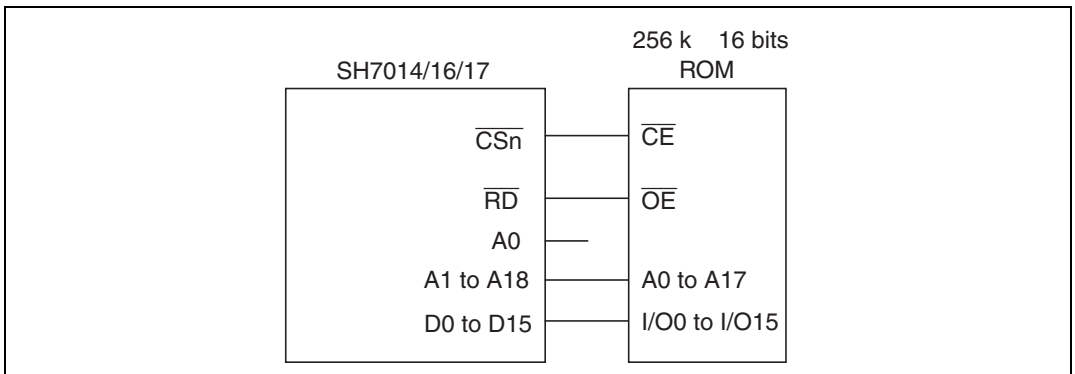 256 k 16 bits
SH7014/16/17 ROM
CSn CE
RD OE
A0
A1 to A18 A0 to A17
D0 to D15 I/O0 to I/O15